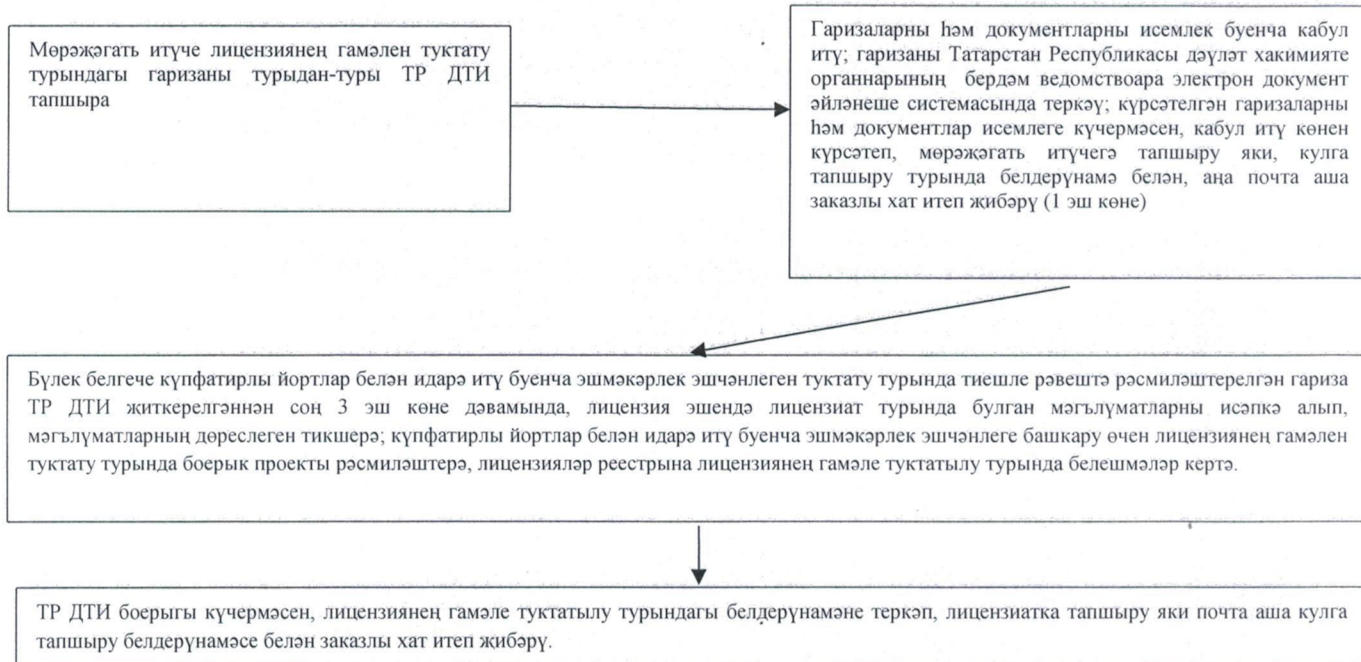 Мөрәҗәгать итүче лицензиянең гамәлен туктату
турындагы гаризаны турыдан-туры ТР ДТИ
тапшыра
Гаризаларны һәм документларны исемлек буенча кабул
итү; гаризаны Татарстан Республикасы дәүләт хакимияте
органнарының бердәм ведомствоара электрон документ
әйләнеше системасында теркәү; күрсәтелгән гаризаларны
һәм документлар исемлеге күчермәсен, кабул итү көнен
күрсәтеп, мөрәҗәгать итүчегә тапшыру яки, кулга
тапшыру турында белдерүнамә белән, аңа почта аша
заказлы хат итеп җибәрү (1 эш көне)
Бүлек белгече күпфатирлы йортлар белән идарә итү буенча эшмәкәрлек эшчәнлеген туктату турында тиешле рәвештә рәсмиләштерелгән гариза
ТР ДТИ җиткерелгәннән соң 3 эш көне дәвамында, лицензия эшендә лицензиат турында булган мәгълүматларны исәпкә алып,
мәгълүматларның дөреслеген тикшерә; күпфатирлы йортлар белән идарә итү буенча эшмәкәрлек эшчәнлеге башкару өчен лицензиянең гамәлен
туктату турында боерык проекты рәсмиләштерә, лицензияләр реестрына лицензиянең гамәле туктатылу турында белешмәләр кертә.
ТР ДТИ боерыгы күчермәсен, лицензиянең гамәле туктатылу турындагы белдерүнамәне теркәп, лицензиатка тапшыру яки почта аша кулга
тапшыру белдерүнамәсе белән заказлы хат итеп җибәрү.